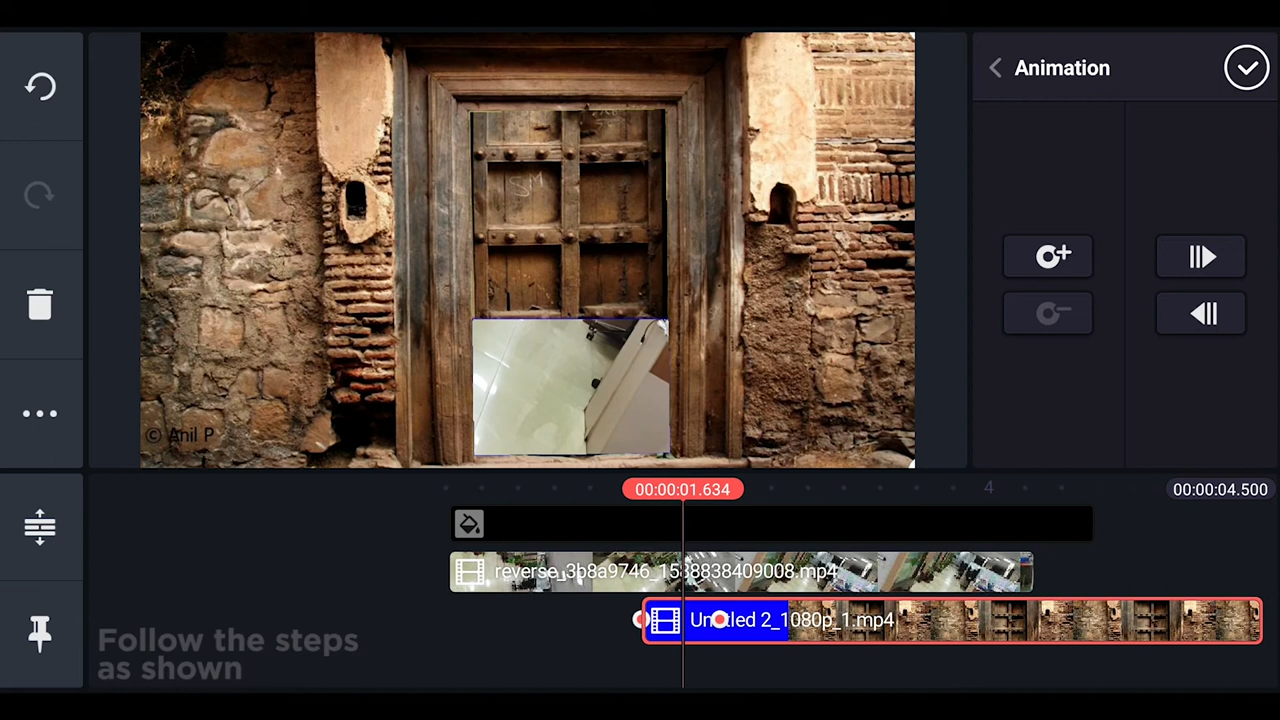 Animation
© Anil P
00:00:01.634
4
00:00:04.500
reverse_3b8a9746_1538838409008.mp4
Untitled 2_1080p_1.mp4
Follow the steps
as shown